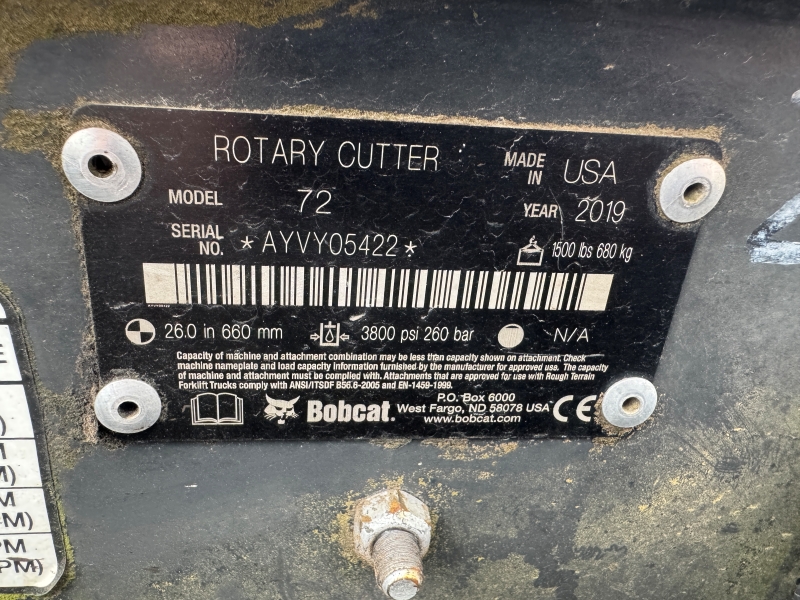 ROTARY CUTTER
MADE IN USA
MODEL 72
YEAR 2019
SERIAL NO. *AYVY05422*
1500 lbs 680 kg
26.0 in 660 mm
3800 psi 260 bar
N/A
Capacity of machine and attachment combination may be less than capacity shown on attachment. Check
machine nameplate and load capacity information furnished by the manufacturer for approved use. The capacity
of machine and attachment must be complied with. Attachments that are approved for use with Rough Terrain
Forklift Trucks comply with ANSI/ITSDF B56.6-2005 and EN-1459-1999.
Bobcat.
P.O. Box 6000
West Fargo, ND 58078 USA
www.bobcat.com
CE
E
)
M
M)
M
M)
PM
PM)